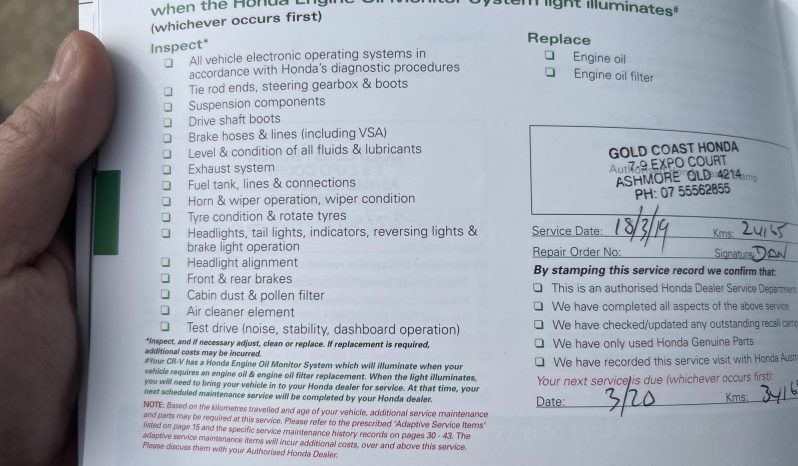 when the Honda Engine Oil Monitor System light illuminates#
(whichever occurs first)
Inspect*
All vehicle electronic operating systems in
accordance with Honda's diagnostic procedures
Tie rod ends, steering gearbox & boots
Suspension components
Drive shaft boots
Brake hoses & lines (including VSA)
Level & condition of all fluids & lubricants
Exhaust system
Fuel tank, lines & connections
Horn & wiper operation, wiper condition
Tyre condition & rotate tyres
Headlights, tail lights, indicators, reversing lights &
brake light operation
Headlight alignment
Front & rear brakes
Cabin dust & pollen filter
Air cleaner element
Test drive (noise, stability, dashboard operation)
*Inspect, and if necessary adjust, clean or replace. If replacement is required,
additional costs may be incurred.
#Your CR-V has a Honda Engine Oil Monitor System which will illuminate when your
vehicle requires an engine oil & engine oil filter replacement. When the light illuminates,
you will need to bring your vehicle in to your Honda dealer for service. At that time, your
next scheduled maintenance service will be completed by your Honda dealer.
NOTE: Based on the kilometres travelled and age of your vehicle, additional service maintenance
and parts may be required at this service. Please refer to the prescribed 'Adaptive Service Items'
listed on page 15 and the specific service maintenance history records on pages 30 - 43. The
adaptive service maintenance items will incur additional costs, over and above this service.
Please discuss them with your Authorised Honda Dealer.
Replace
Engine oil
Engine oil filter
GOLD COAST HONDA
7-9 EXPO COURT
ASHMORE QLD 4214
PH: 07 55562855
Service Date: 18/3/19 Kms: 24165
Repair Order No: Signature: DAN
By stamping this service record we confirm that:
This is an authorised Honda Dealer Service Department
We have completed all aspects of the above service
We have checked/updated any outstanding recall camp
We have only used Honda Genuine Parts
We have recorded this service visit with Honda Austr
Your next service is due (whichever occurs first):
Date: 3/20 Kms: 3416